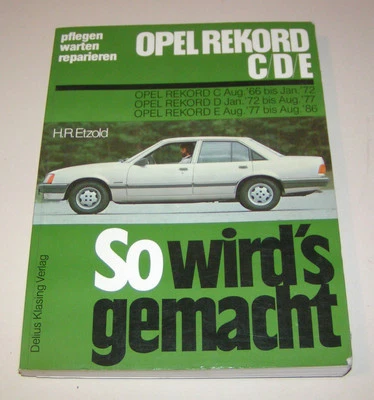 pflegen
warten
reparieren
OPEL REKORD
C/D/E
OPEL REKORD C Aug. '66 bis Jan. '72
OPEL REKORD D Jan. '72 bis Aug. '77
OPEL REKORD E Aug. '77 bis Aug. '86
H.R. Etzold
So wird's
gemacht
Delius Klasing Verlag